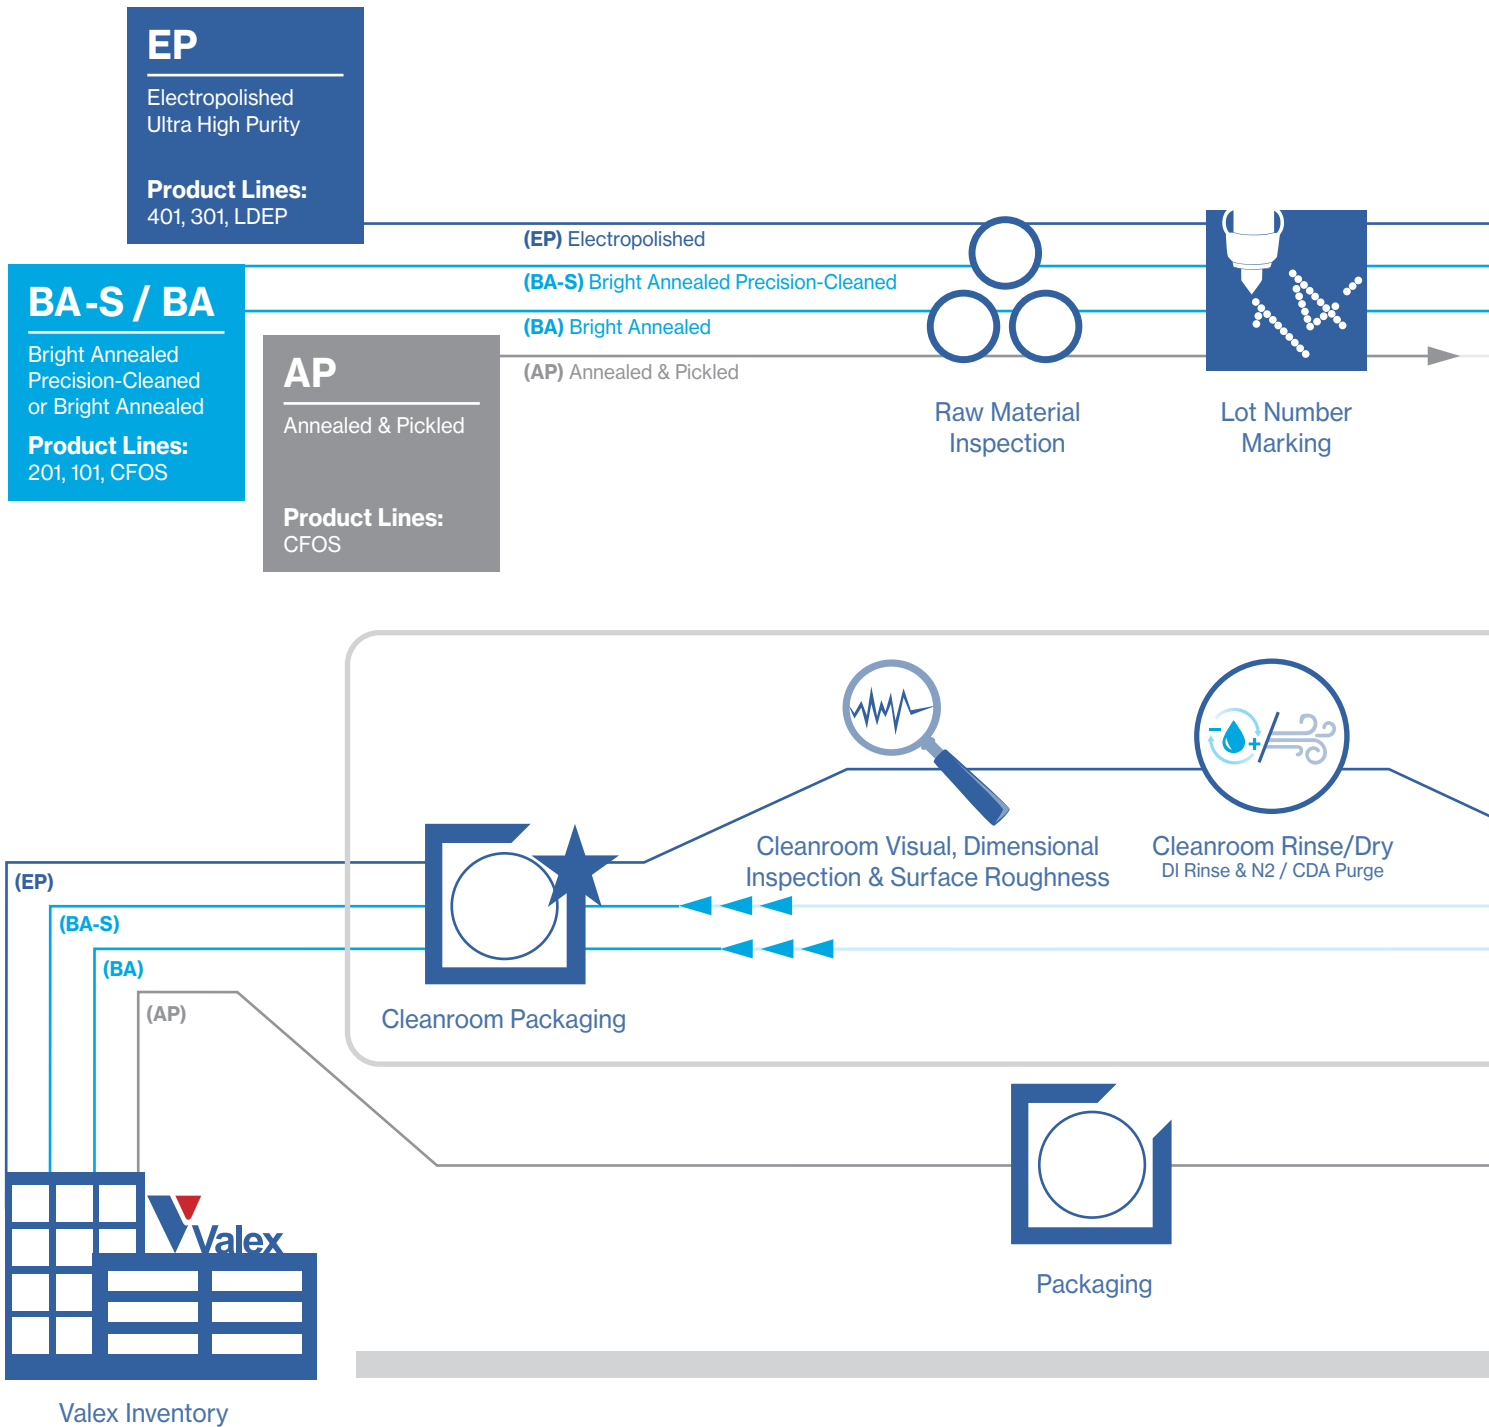 EP
Electropolished
Ultra High Purity
Product Lines:
401, 301, LDEP
BA-S / BA
Bright Annealed
Precision-Cleaned
or Bright Annealed
Product Lines:
201, 101, CFOS
AP
Annealed & Pickled
Product Lines:
CFOS
(EP) Electropolished
(BA-S) Bright Annealed Precision-Cleaned
(BA) Bright Annealed
(AP) Annealed & Pickled
Raw Material
Inspection
Lot Number
Marking
Cleanroom Visual, Dimensional
Inspection & Surface Roughness
Cleanroom Rinse/Dry
DI Rinse & N2 / CDA Purge
(EP)
(BA-S)
(BA)
(AP)
Cleanroom Packaging
Packaging
Valex
Valex Inventory